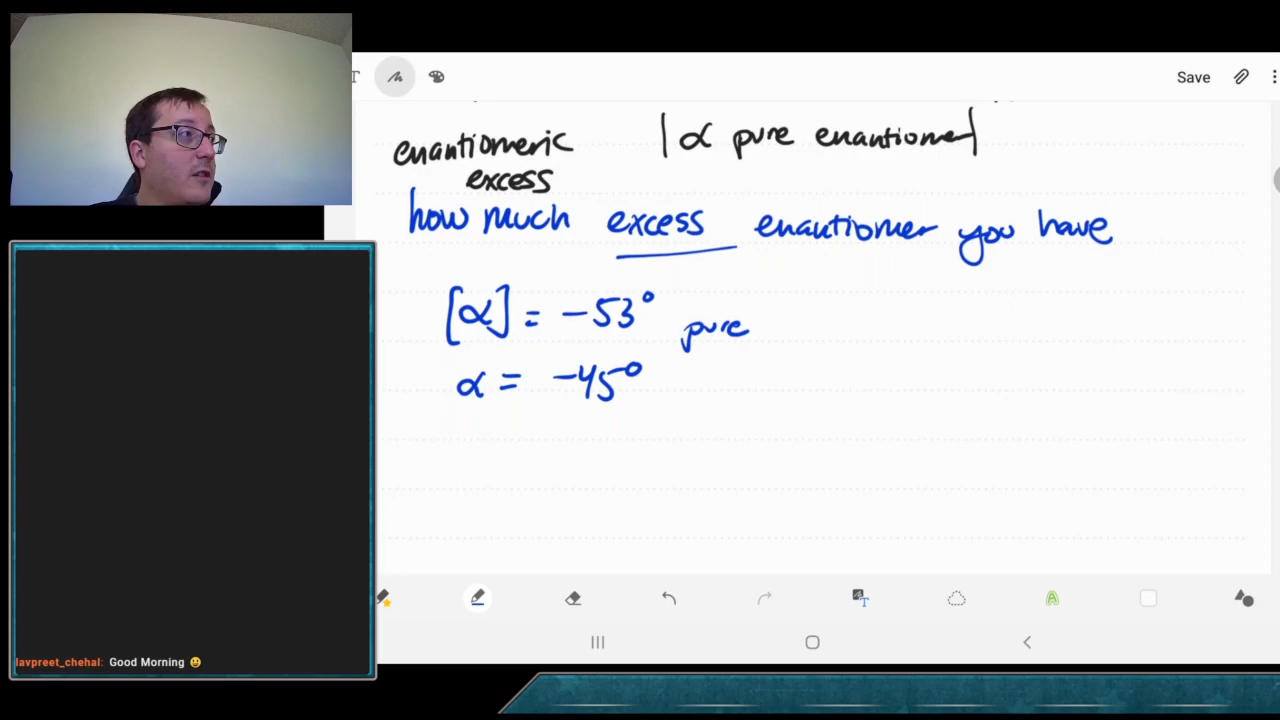 T
Save
enantiomeric
excess
|α pure enantiomer|
how much excess enantiomer you have
[α] = -53°
pure
α = -45°
A
T
lavpreet_chehal: Good Morning 😃